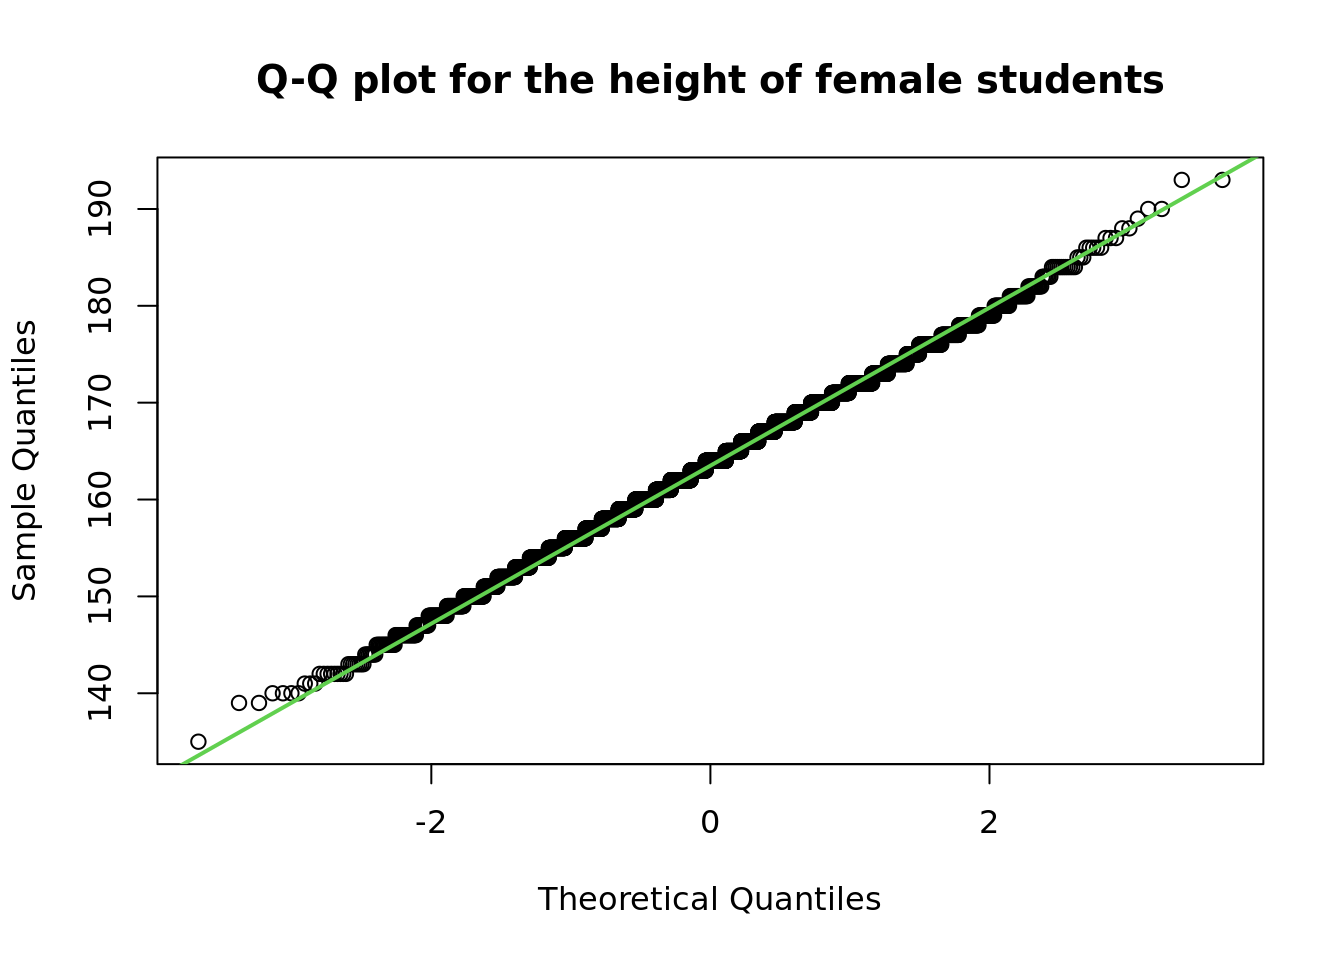 Q-Q plot for the height of female students
190
180
170
160
150
140
Sample Quantiles
-2 0 2
Theoretical Quantiles